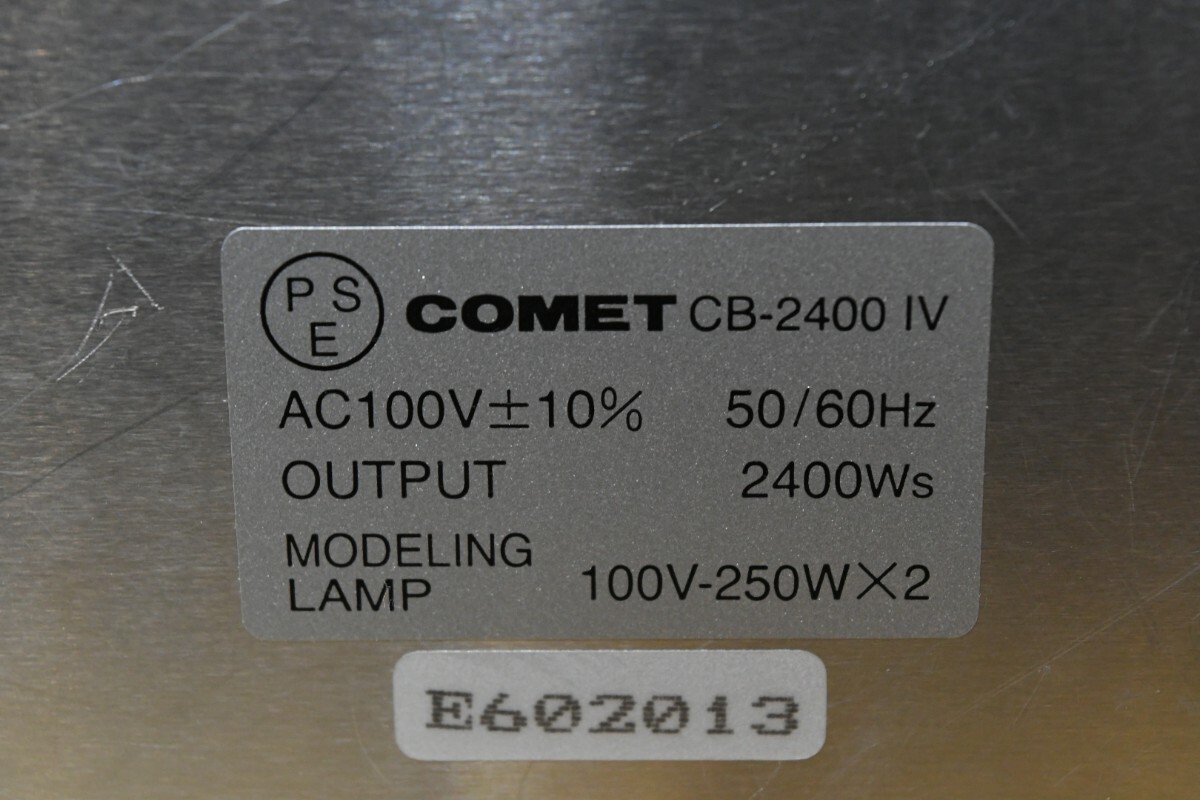 PSE COMET CB-2400 IV
AC100V±10% 50/60Hz
OUTPUT 2400Ws
MODELING
LAMP 100V-250W×2
E602013